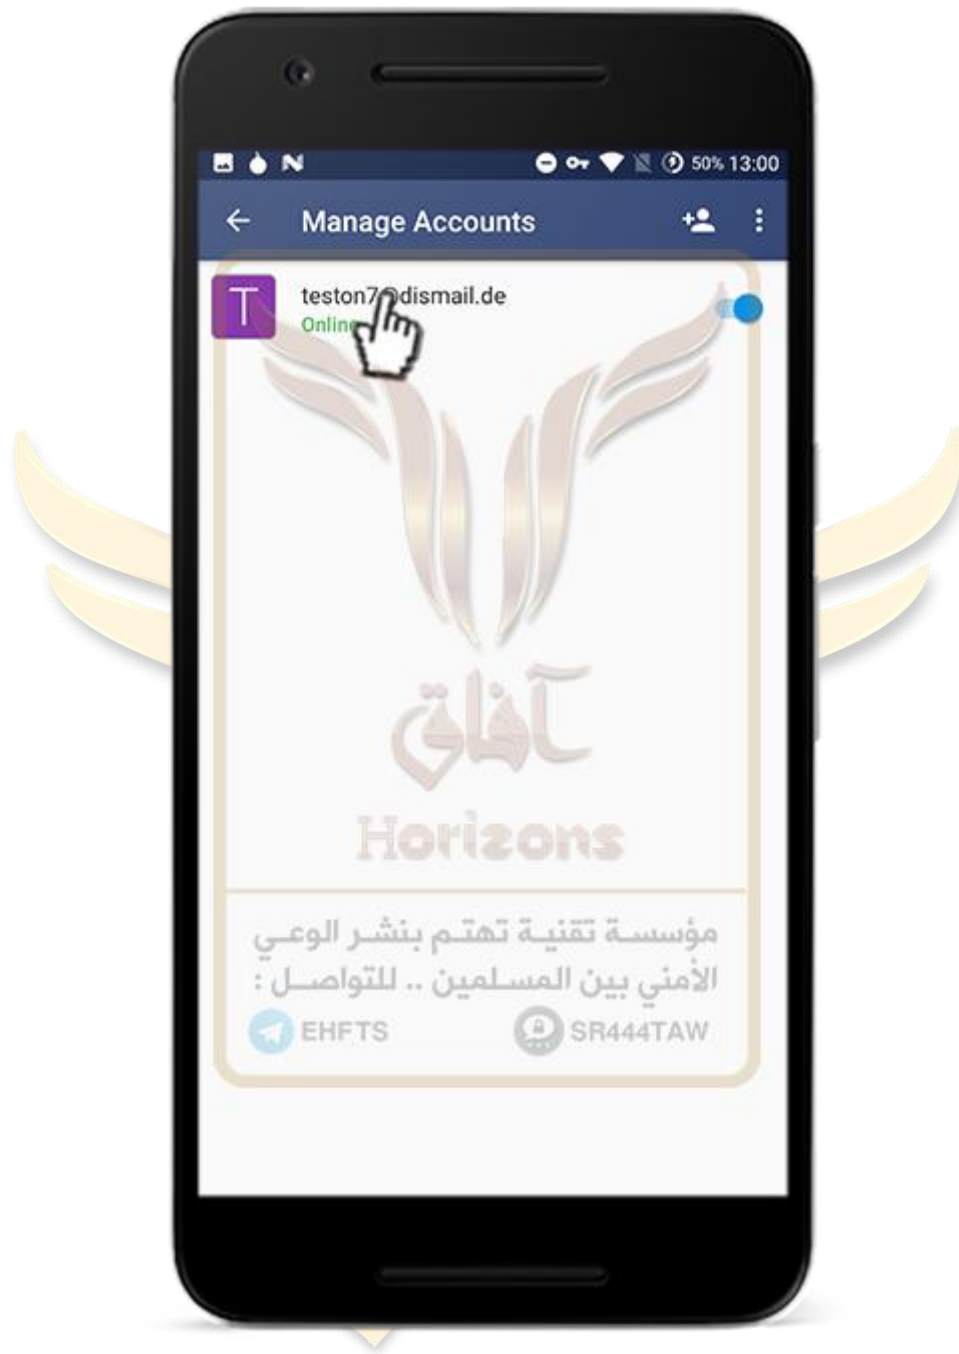 50% 13:00
Manage Accounts
T
teston7@dismail.de
Online
آفاق
Horizons
مؤسسة تقنية تهتم بنشر الوعي
الأمني بين المسلمين .. للتواصل :
EHFTS
SR444TAW